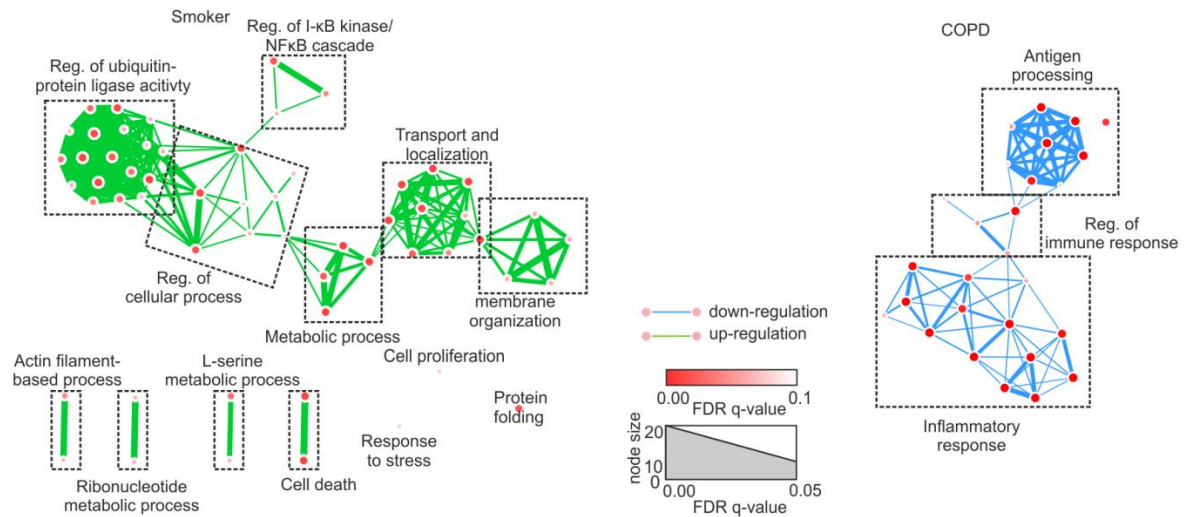 Smoker
Reg. of I-κB kinase/
NFκB cascade
Reg. of ubiquitin-
protein ligase acitivty
Transport and
localization
Reg. of
cellular process
Metabolic process
membrane
organization
Cell proliferation
Actin filament-
based process
L-serine
metabolic process
Protein
folding
Response
to stress
Ribonucleotide
metabolic process
Cell death
down-regulation
up-regulation
0.00
0.1
FDR q-value
node size
20
10
0
0.00
0.05
FDR q-value
COPD
Antigen
processing
Reg. of
immune response
Inflammatory
response